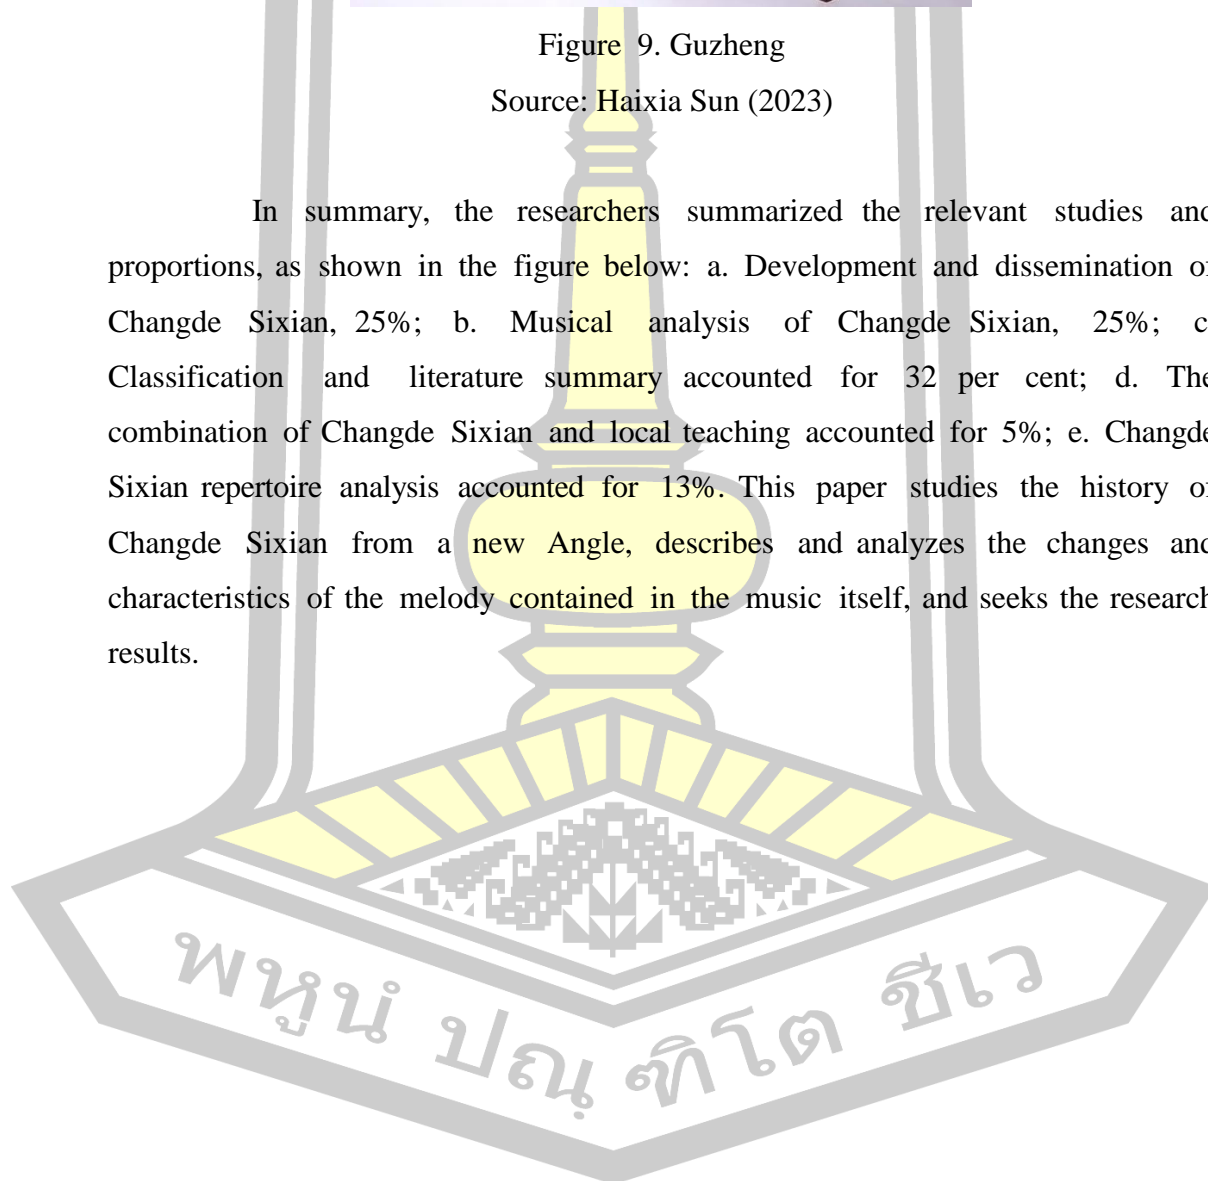 Figure 9. Guzheng
Source: Haixia Sun (2023)
In summary, the researchers summarized the relevant studies and
proportions, as shown in the figure below: a. Development and dissemination of
Changde Sixian, 25%; b. Musical analysis of Changde Sixian, 25%; c
Classification and literature summary accounted for 32 per cent; d. The
combination of Changde Sixian and local teaching accounted for 5%; e. Changde
Sixian repertoire analysis accounted for 13%. This paper studies the history of
Changde Sixian from a new Angle, describes and analyzes the changes and
characteristics of the melody contained in the music itself, and seeks the research
results.
พหูนํ ปณฺฑิโต ชีเว